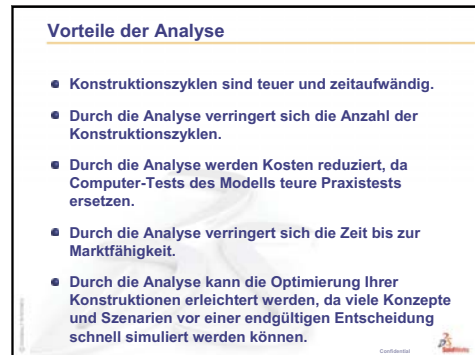 Vorteile der Analyse
Konstruktionszyklen sind teuer und zeitaufwändig.
Durch die Analyse verringert sich die Anzahl der
Konstruktionszyklen.
Durch die Analyse werden Kosten reduziert, da
Computer-Tests des Modells teure Praxistests
ersetzen.
Durch die Analyse verringert sich die Zeit bis zur
Marktfähigkeit.
Durch die Analyse kann die Optimierung Ihrer
Konstruktionen erleichtert werden, da viele Konzepte
und Szenarien vor einer endgültigen Entscheidung
schnell simuliert werden können.
Confidential
SolidWorks